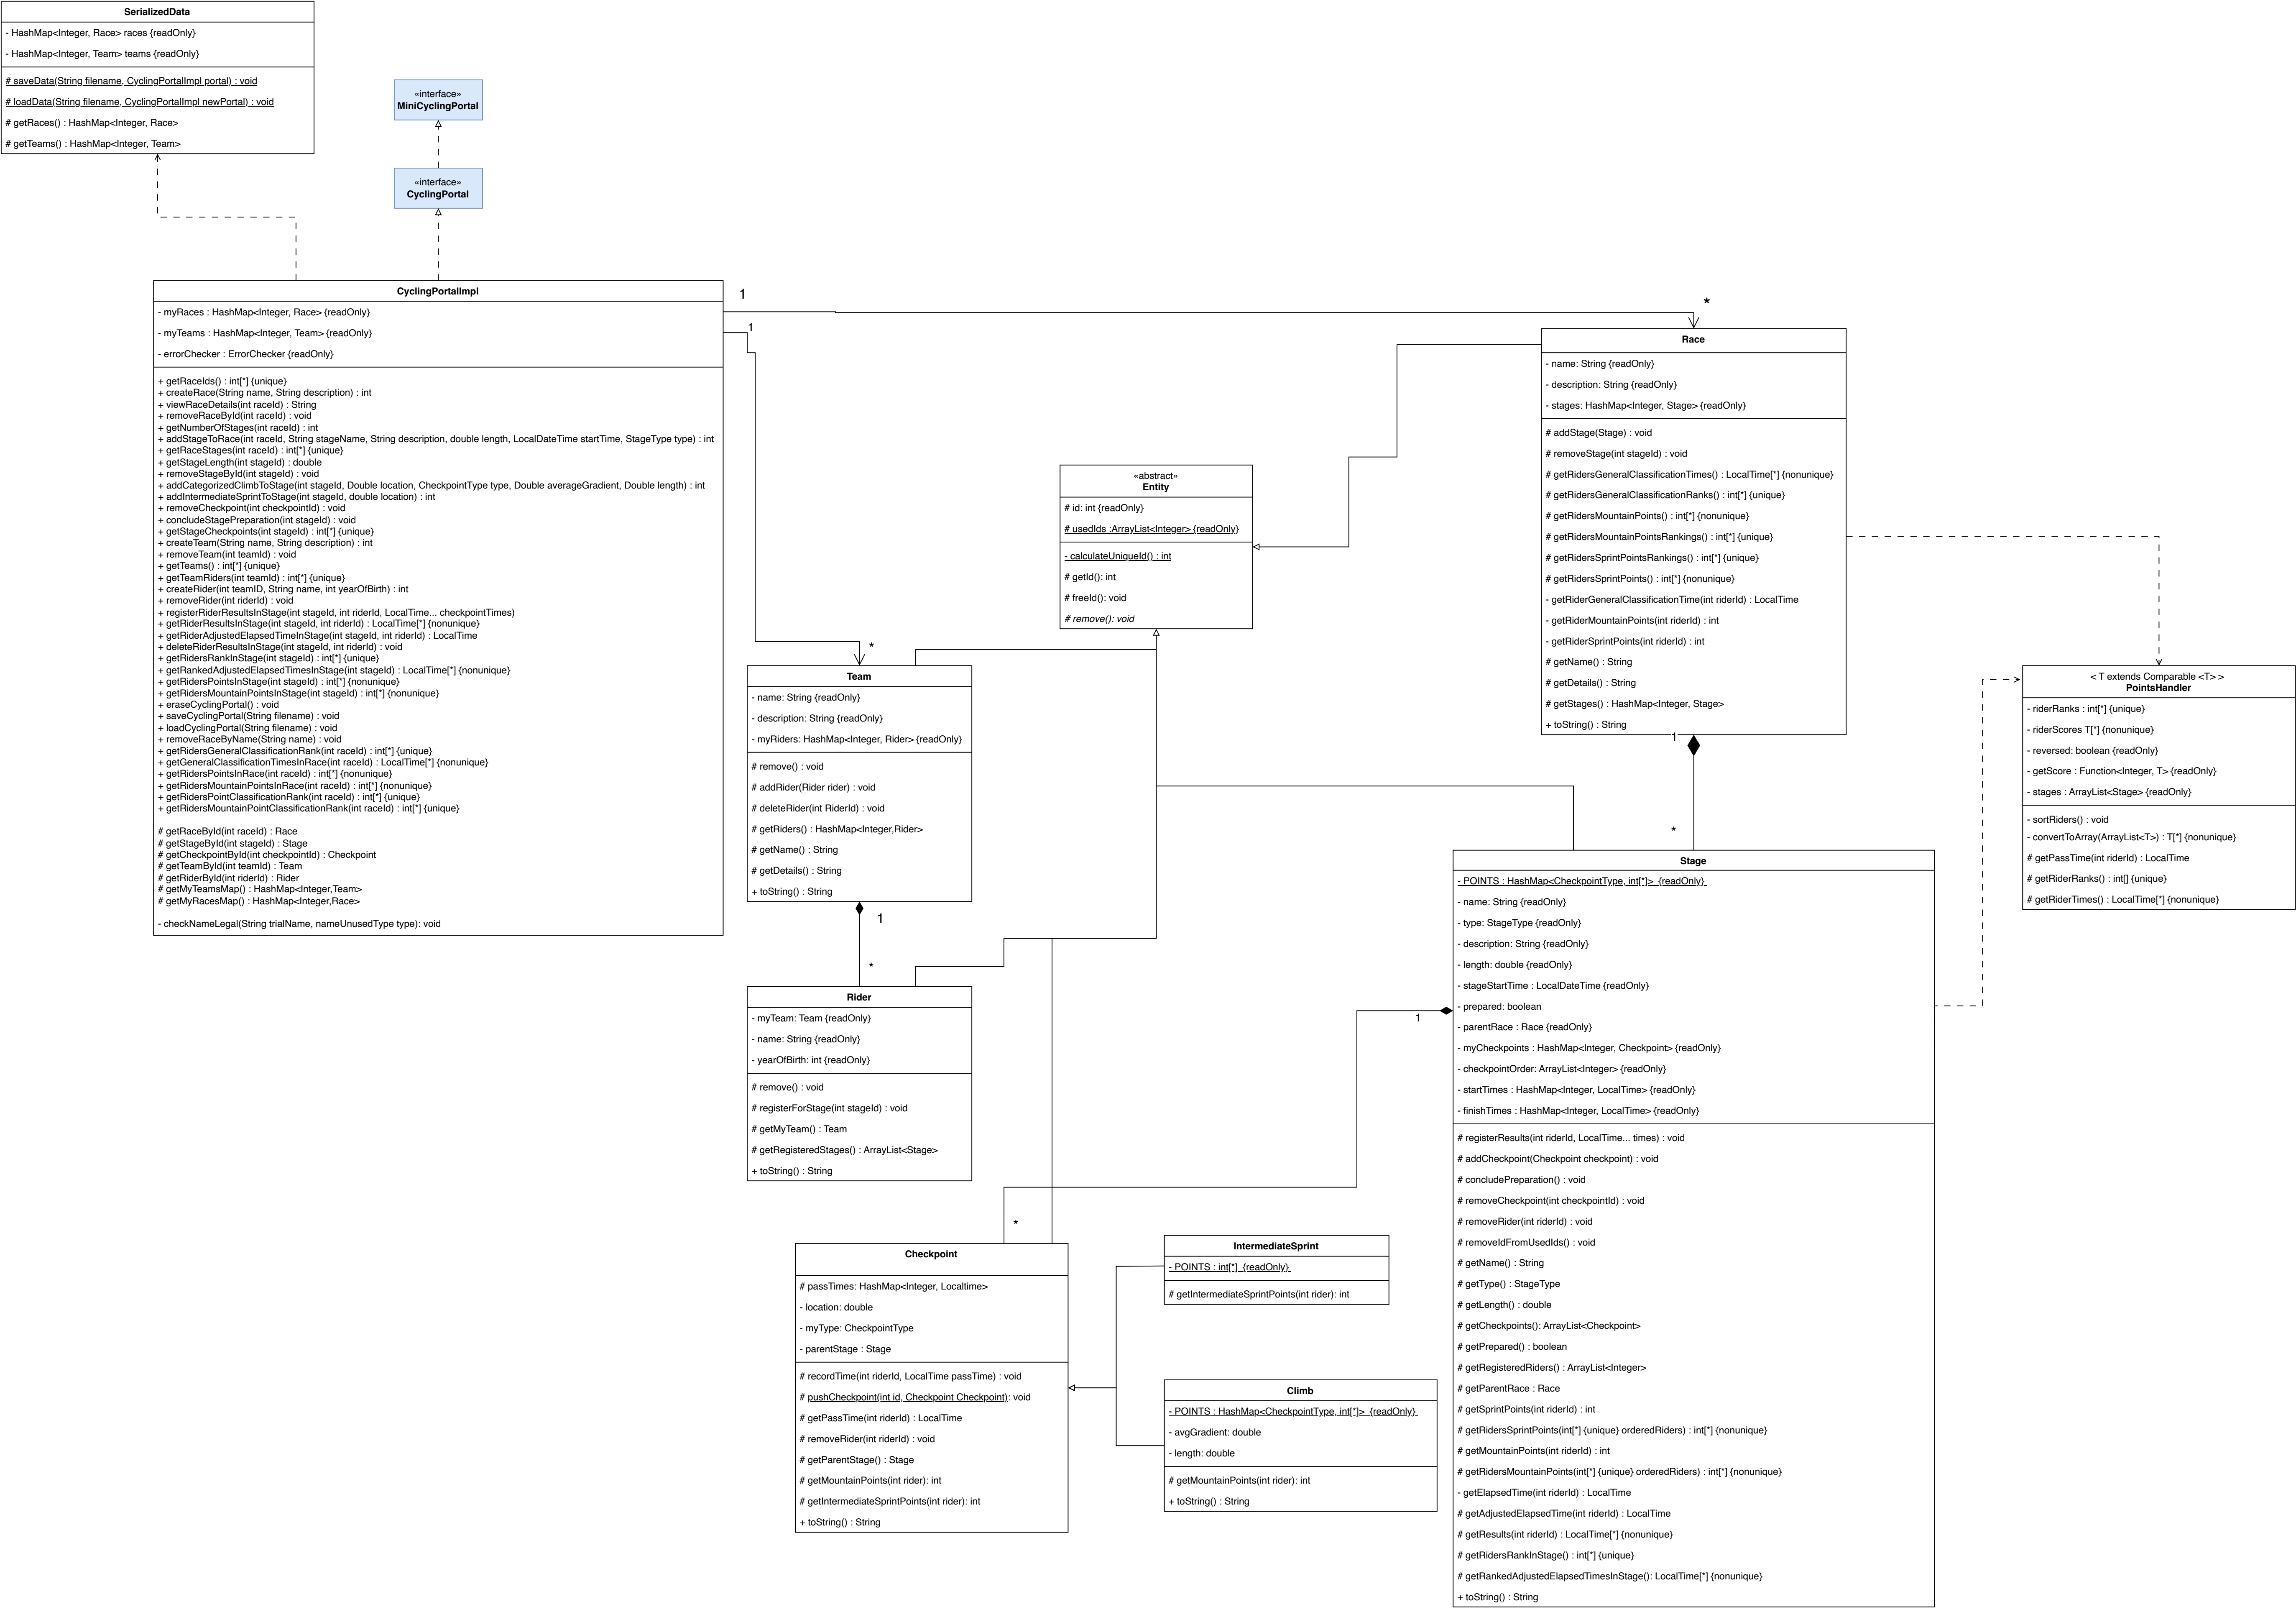 SerializedData
- HashMap<Integer, Race> races {readOnly}
- HashMap<Integer, Team> teams {readOnly}
# saveData(String filename, CyclingPortalImpl portal) : void
# loadData(String filename, CyclingPortalImpl newPortal) : void
# getRaces() : HashMap<Integer, Race>
# getTeams() : HashMap<Integer, Team>
«interface»
MiniCyclingPortal
«interface»
CyclingPortal
CyclingPortalImpl
- myRaces : HashMap<Integer, Race> {readOnly}
- myTeams : HashMap<Integer, Team> {readOnly}
- errorChecker : ErrorChecker {readOnly}
+ getRaceIds() : int[*] {unique}
+ createRace(String name, String description) : int
+ viewRaceDetails(int raceId) : String
+ removeRaceById(int raceId) : void
+ getNumberOfStages(int raceId) : int
+ addStageToRace(int raceId, String stageName, String description, double length, LocalDateTime startTime, StageType type) : int
+ getRaceStages(int raceId) : int[*] {unique}
+ getStageLength(int stageId) : double
+ removeStageById(int stageId) : void
+ addCategorizedClimbToStage(int stageId, Double location, CheckpointType type, Double averageGradient, Double length) : int
+ addIntermediateSprintToStage(int stageId, double location) : int
+ removeCheckpoint(int checkpointId) : void
+ concludeStagePreparation(int stageId) : void
+ getStageCheckpoints(int stageId) : int[*] {unique}
+ createTeam(String name, String description) : int
+ removeTeam(int teamId) : void
+ getTeams() : int[*] {unique}
+ getTeamRiders(int teamId) : int[*] {unique}
+ createRider(int teamID, String name, int yearOfBirth) : int
+ removeRider(int riderId) : void
+ registerRiderResultsInStage(int stageId, int riderId, LocalTime... checkpointTimes)
+ getRiderResultsInStage(int stageId, int riderId) : LocalTime[*] {nonunique}
+ getRiderAdjustedElapsedTimeInStage(int stageId, int riderId) : LocalTime
+ deleteRiderResultsInStage(int stageId, int riderId) : void
+ getRidersRankInStage(int stageId) : int[*] {unique}
+ getRankedAdjustedElapsedTimesInStage(int stageId) : LocalTime[*] {nonunique}
+ getRidersPointsInStage(int stageId) : int[*] {nonunique}
+ getRidersMountainPointsInStage(int stageId) : int[*] {nonunique}
+ eraseCyclingPortal() : void
+ saveCyclingPortal(String filename) : void
+ loadCyclingPortal(String filename) : void
+ removeRaceByName(String name) : void
+ getRidersGeneralClassificationRank(int raceId) : int[*] {unique}
+ getGeneralClassificationTimesInRace(int raceId) : LocalTime[*] {nonunique}
+ getRidersPointsInRace(int raceId) : int[*] {nonunique}
+ getRidersMountainPointsInRace(int raceId) : int[*] {nonunique}
+ getRidersPointClassificationRank(int raceId) : int[*] {unique}
+ getRidersMountainPointClassificationRank(int raceId) : int[*] {unique}
# getRaceById(int raceId) : Race
# getStageById(int stageId) : Stage
# getCheckpointById(int checkpointId) : Checkpoint
# getTeamById(int teamId) : Team
# getRiderById(int riderId) : Rider
# getMyTeamsMap() : HashMap<Integer,Team>
# getMyRacesMap() : HashMap<Integer,Race>
- checkNameLegal(String trialName, nameUnusedType type): void
1
*
1
*
Race
- name: String {readOnly}
- description: String {readOnly}
- stages: HashMap<Integer, Stage> {readOnly}
# addStage(Stage) : void
# removeStage(int stageId) : void
# getRidersGeneralClassificationTimes() : LocalTime[*] {nonunique}
# getRidersGeneralClassificationRanks() : int[*] {unique}
# getRidersMountainPoints() : int[*] {nonunique}
# getRidersMountainPointsRankings() : int[*] {unique}
# getRidersSprintPointsRankings() : int[*] {unique}
# getRidersSprintPoints() : int[*] {nonunique}
- getRiderGeneralClassificationTime(int riderId) : LocalTime
- getRiderMountainPoints(int riderId) : int
- getRiderSprintPoints(int riderId) : int
# getName() : String
# getDetails() : String
# getStages() : HashMap<Integer, Stage>
+ toString() : String
1
*
«abstract»
Entity
# id: int {readOnly}
# usedIds :ArrayList<Integer> {readOnly}
- calculateUniqueId() : int
# getId(): int
# freeId(): void
# remove(): void
Team
- name: String {readOnly}
- description: String {readOnly}
- myRiders: HashMap<Integer, Rider> {readOnly}
# remove() : void
# addRider(Rider rider) : void
# deleteRider(int RiderId) : void
# getRiders() : HashMap<Integer,Rider>
# getName() : String
# getDetails() : String
+ toString() : String
1
*
< T extends Comparable <T> >
PointsHandler
- riderRanks : int[*] {unique}
- riderScores T[*] {nonunique}
- reversed: boolean {readOnly}
- getScore : Function<Integer, T> {readOnly}
- stages : ArrayList<Stage> {readOnly}
- sortRiders() : void
- convertToArray(ArrayList<T>) : T[*] {nonunique}
# getPassTime(int riderId) : LocalTime
# getRiderRanks() : int[] {unique}
# getRiderTimes() : LocalTime[*] {nonunique}
Rider
- myTeam: Team {readOnly}
- name: String {readOnly}
- yearOfBirth: int {readOnly}
# remove() : void
# registerForStage(int stageId) : void
# getMyTeam() : Team
# getRegisteredStages() : ArrayList<Stage>
+ toString() : String
Stage
- POINTS : HashMap<CheckpointType, int[*]> {readOnly}
- name: String {readOnly}
- type: StageType {readOnly}
- description: String {readOnly}
- length: double {readOnly}
- stageStartTime : LocalDateTime {readOnly}
- prepared: boolean
- parentRace : Race {readOnly}
- myCheckpoints : HashMap<Integer, Checkpoint> {readOnly}
- checkpointOrder: ArrayList<Integer> {readOnly}
- startTimes : HashMap<Integer, LocalTime> {readOnly}
- finishTimes : HashMap<Integer, LocalTime> {readOnly}
# registerResults(int riderId, LocalTime... times) : void
# addCheckpoint(Checkpoint checkpoint) : void
# concludePreparation() : void
# removeCheckpoint(int checkpointId) : void
# removeRider(int riderId) : void
# removeIdFromUsedIds() : void
# getName() : String
# getType() : StageType
# getLength() : double
# getCheckpoints(): ArrayList<Checkpoint>
# getPrepared() : boolean
# getRegisteredRiders() : ArrayList<Integer>
# getParentRace : Race
# getSprintPoints(int riderId) : int
# getRidersSprintPoints(int[*] {unique} orderedRiders) : int[*] {nonunique}
# getMountainPoints(int riderId) : int
# getRidersMountainPoints(int[*] {unique} orderedRiders) : int[*] {nonunique}
- getElapsedTime(int riderId) : LocalTime
# getAdjustedElapsedTime(int riderId) : LocalTime
# getResults(int riderId) : LocalTime[*] {nonunique}
# getRidersRankInStage() : int[*] {unique}
# getRankedAdjustedElapsedTimesInStage(): LocalTime[*] {nonunique}
+ toString() : String
1
*
Checkpoint
# passTimes: HashMap<Integer, Localtime>
- location: double
- myType: CheckpointType
- parentStage : Stage
# recordTime(int riderId, LocalTime passTime) : void
# pushCheckpoint(int id, Checkpoint Checkpoint): void
# getPassTime(int riderId) : LocalTime
# removeRider(int riderId) : void
# getParentStage() : Stage
# getMountainPoints(int rider): int
# getIntermediateSprintPoints(int rider): int
+ toString() : String
IntermediateSprint
- POINTS : int[*] {readOnly}
# getIntermediateSprintPoints(int rider): int
Climb
- POINTS : HashMap<CheckpointType, int[*]> {readOnly}
- avgGradient: double
- length: double
# getMountainPoints(int rider): int
+ toString() : String